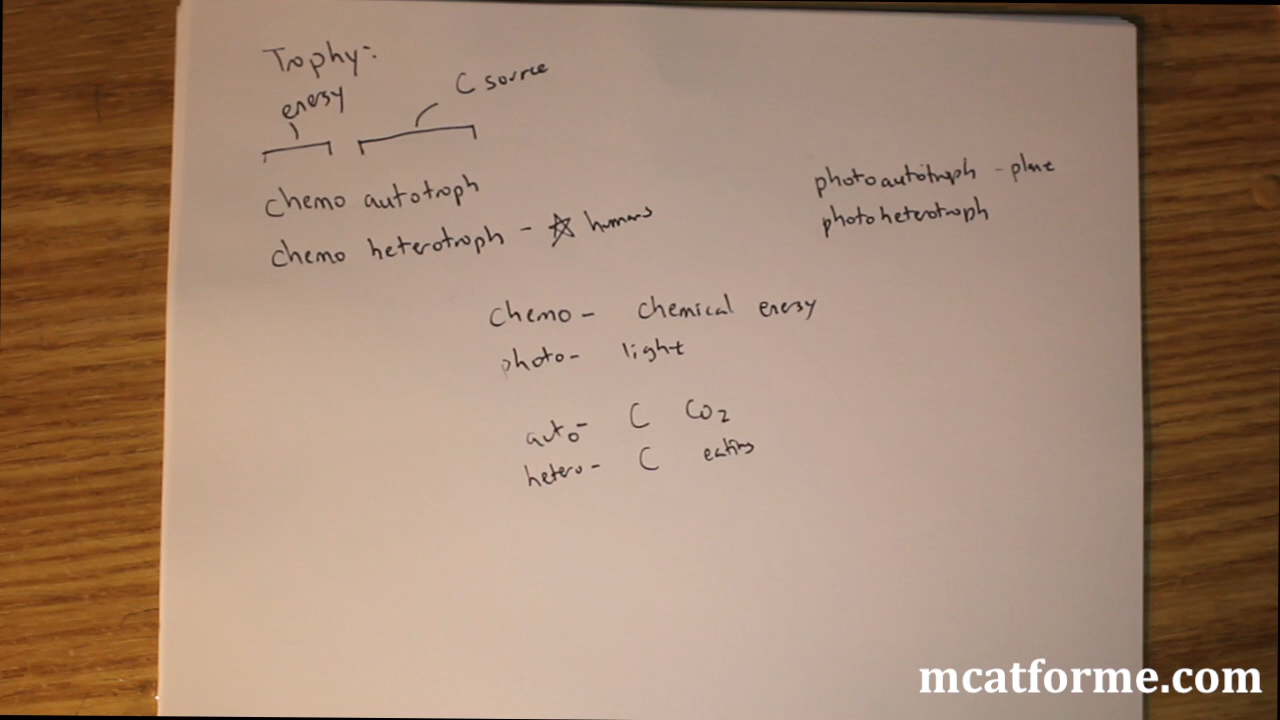 Trophy:
energy
C source
chemo autotroph
chemo heterotroph - ☆ humans
photoautotroph - plant
photoheterotroph
chemo - chemical energy
photo - light
auto - C CO2
hetero - C eating
mcatforme.com